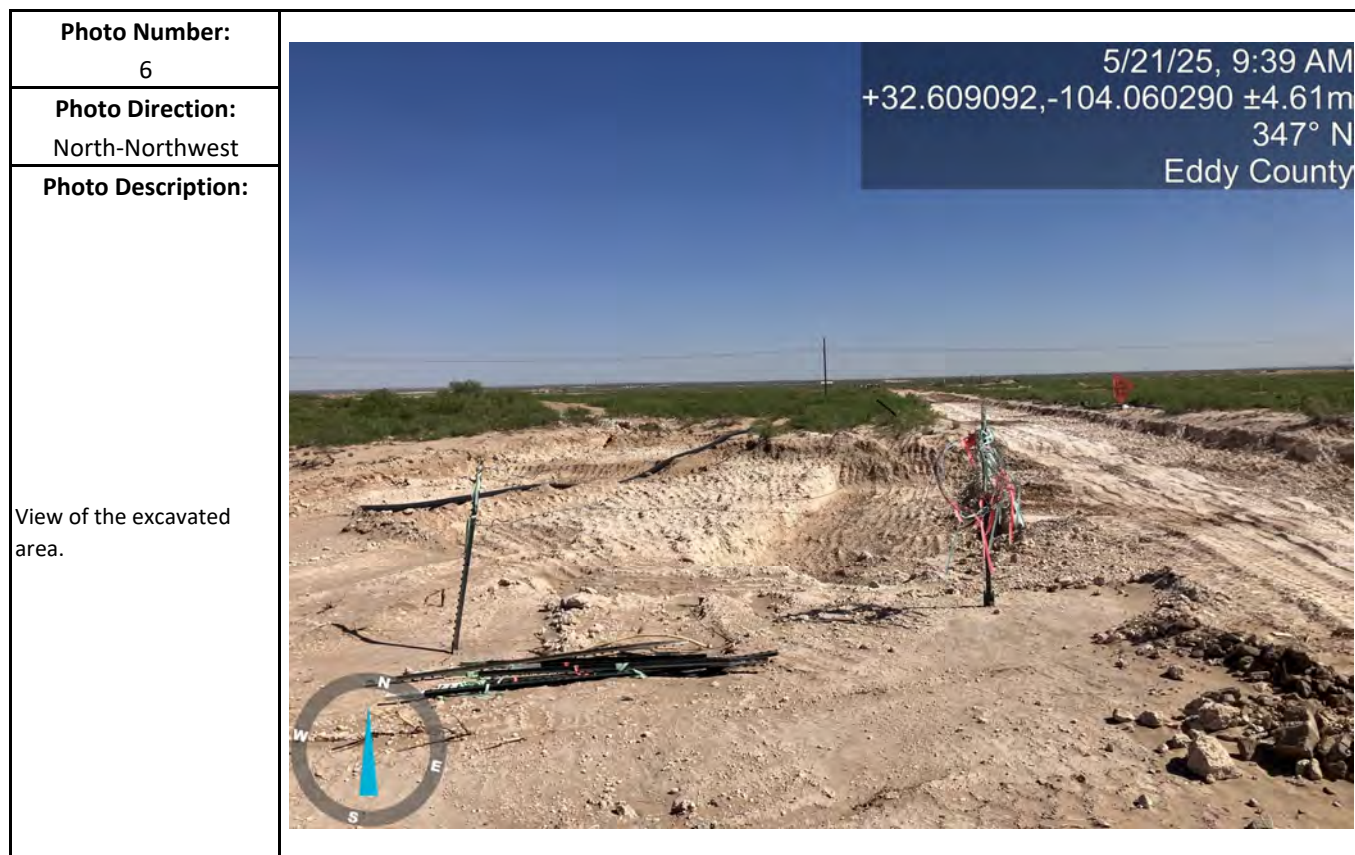 Photo Number:
6
Photo Direction:
North-Northwest
Photo Description:
View of the excavated
area.
5/21/25, 9:39 AM
+32.609092,-104.060290 ±4.61m
347° N
Eddy County
N
W
E
S